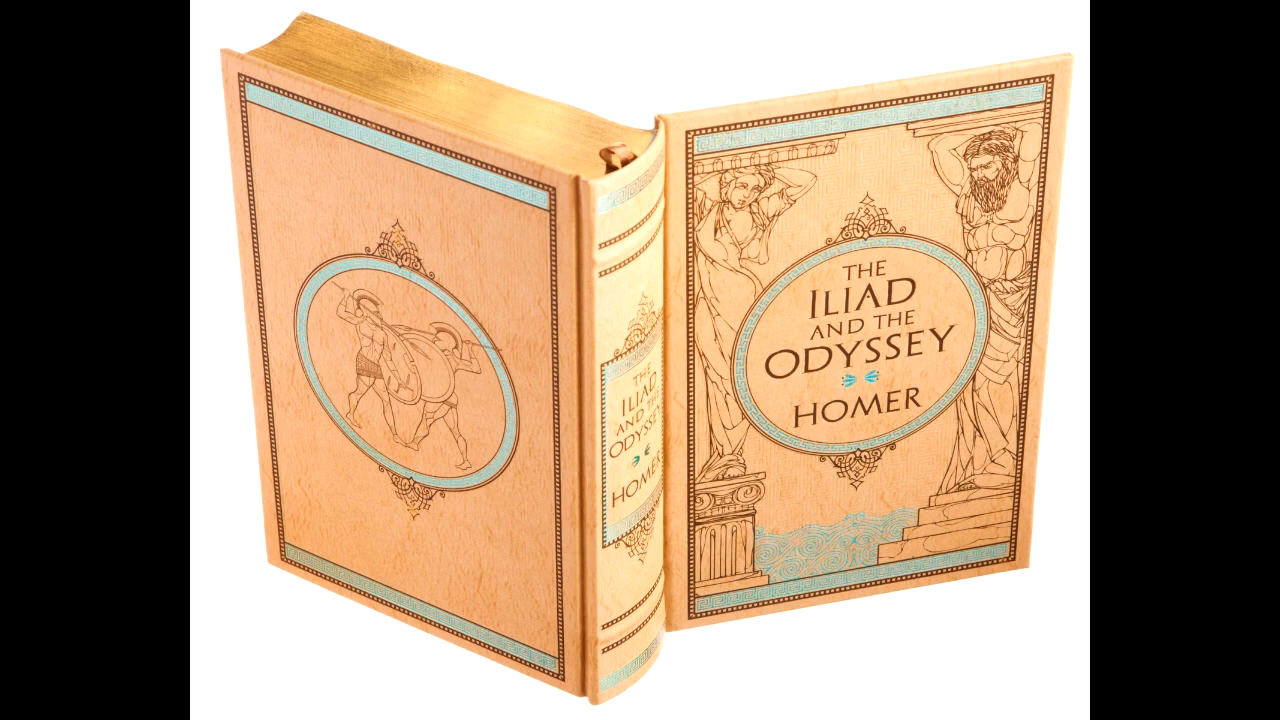 THE
ILIAD
AND THE
ODYSSEY
HOMER
THE
ILIAD
AND THE
ODYSSEY
HOMER